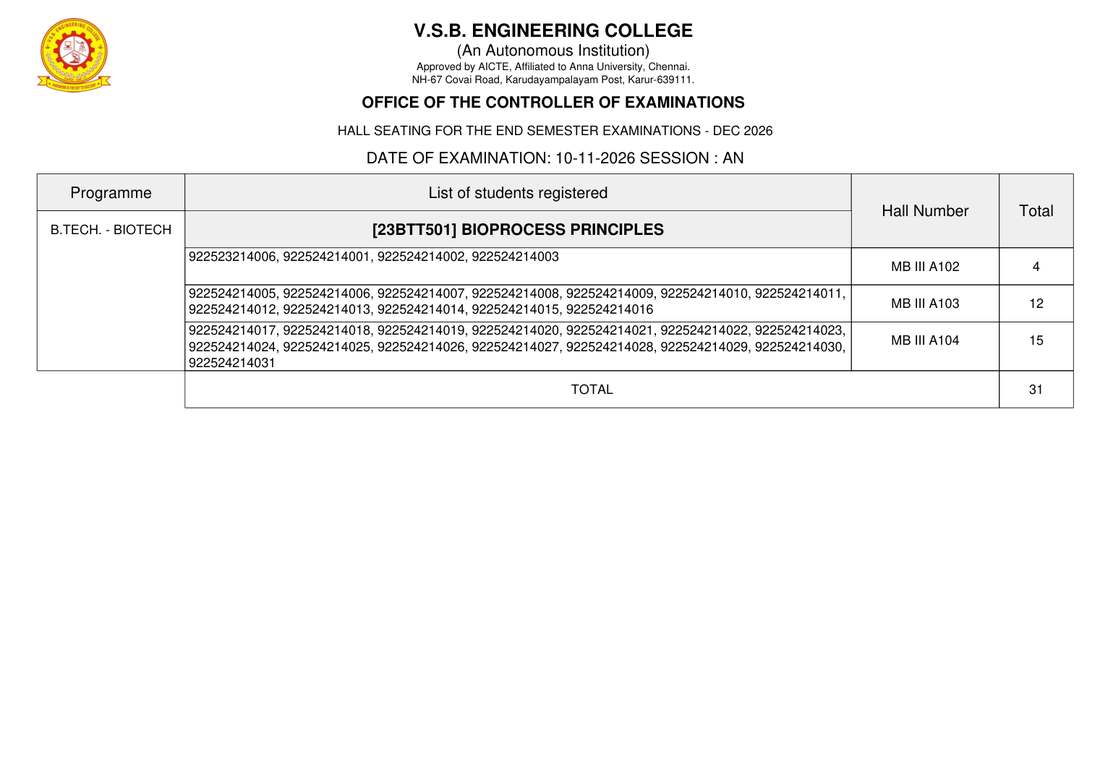 V.S.B. ENGINEERING COLLEGE
(An Autonomous Institution)
Approved by AICTE, Affiliated to Anna University, Chennai.
NH-67 Covai Road, Karudayampalayam Post, Karur-639111.
OFFICE OF THE CONTROLLER OF EXAMINATIONS
HALL SEATING FOR THE END SEMESTER EXAMINATIONS - DEC 2026
DATE OF EXAMINATION: 10-11-2026 SESSION : AN
Programme List of students registered Hall Number Total
B.TECH. - BIOTECH [23BTT501] BIOPROCESS PRINCIPLES
922523214006, 922524214001, 922524214002, 922524214003 MB III A102 4
922524214005, 922524214006, 922524214007, 922524214008, 922524214009, 922524214010, 922524214011,
922524214012, 922524214013, 922524214014, 922524214015, 922524214016 MB III A103 12
922524214017, 922524214018, 922524214019, 922524214020, 922524214021, 922524214022, 922524214023,
922524214024, 922524214025, 922524214026, 922524214027, 922524214028, 922524214029, 922524214030, MB III A104 15
922524214031
TOTAL 31